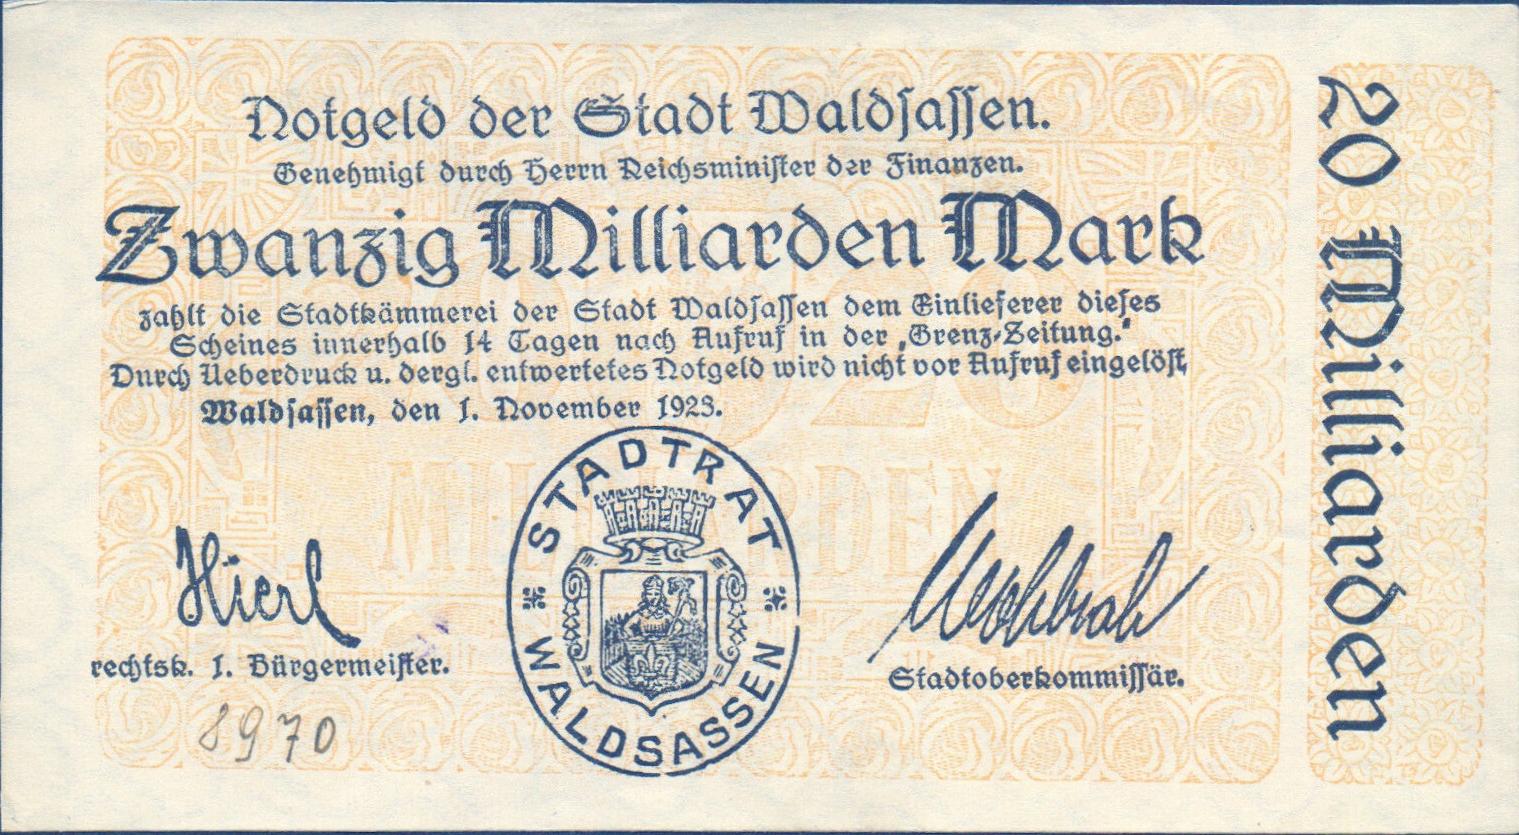 Notgeld der Stadt Waldſaſſen.
Genehmigt durch Herrn Reichsminiſter der Finanzen.
Zwanzig Milliarden Mark
zahlt die Stadtkämmerei der Stadt Waldſaſſen dem Einlieferer dieſes
Scheines innerhalb 14 Tagen nach Aufruf in der „Grenz-Zeitung.“
Durch Ueberdruck u. dergl. entwertetes Notgeld wird nicht vor Aufruf eingelöſt,
Waldſaſſen, den 1. November 1923.
STADTRAT
WALDSASSEN
Hierl
rechtsk. 1. Bürgermeiſter.
Stadtoberkommiſſär.
8970
20 Milliarden
20
MILLIARDEN